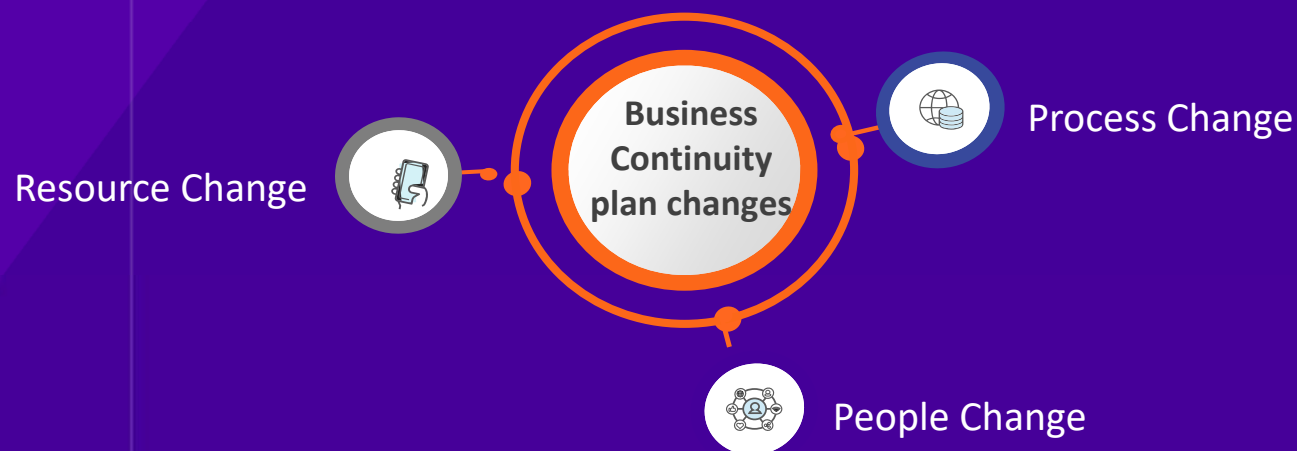 Business
Continuity
plan changes
Process Change
Resource Change
People Change